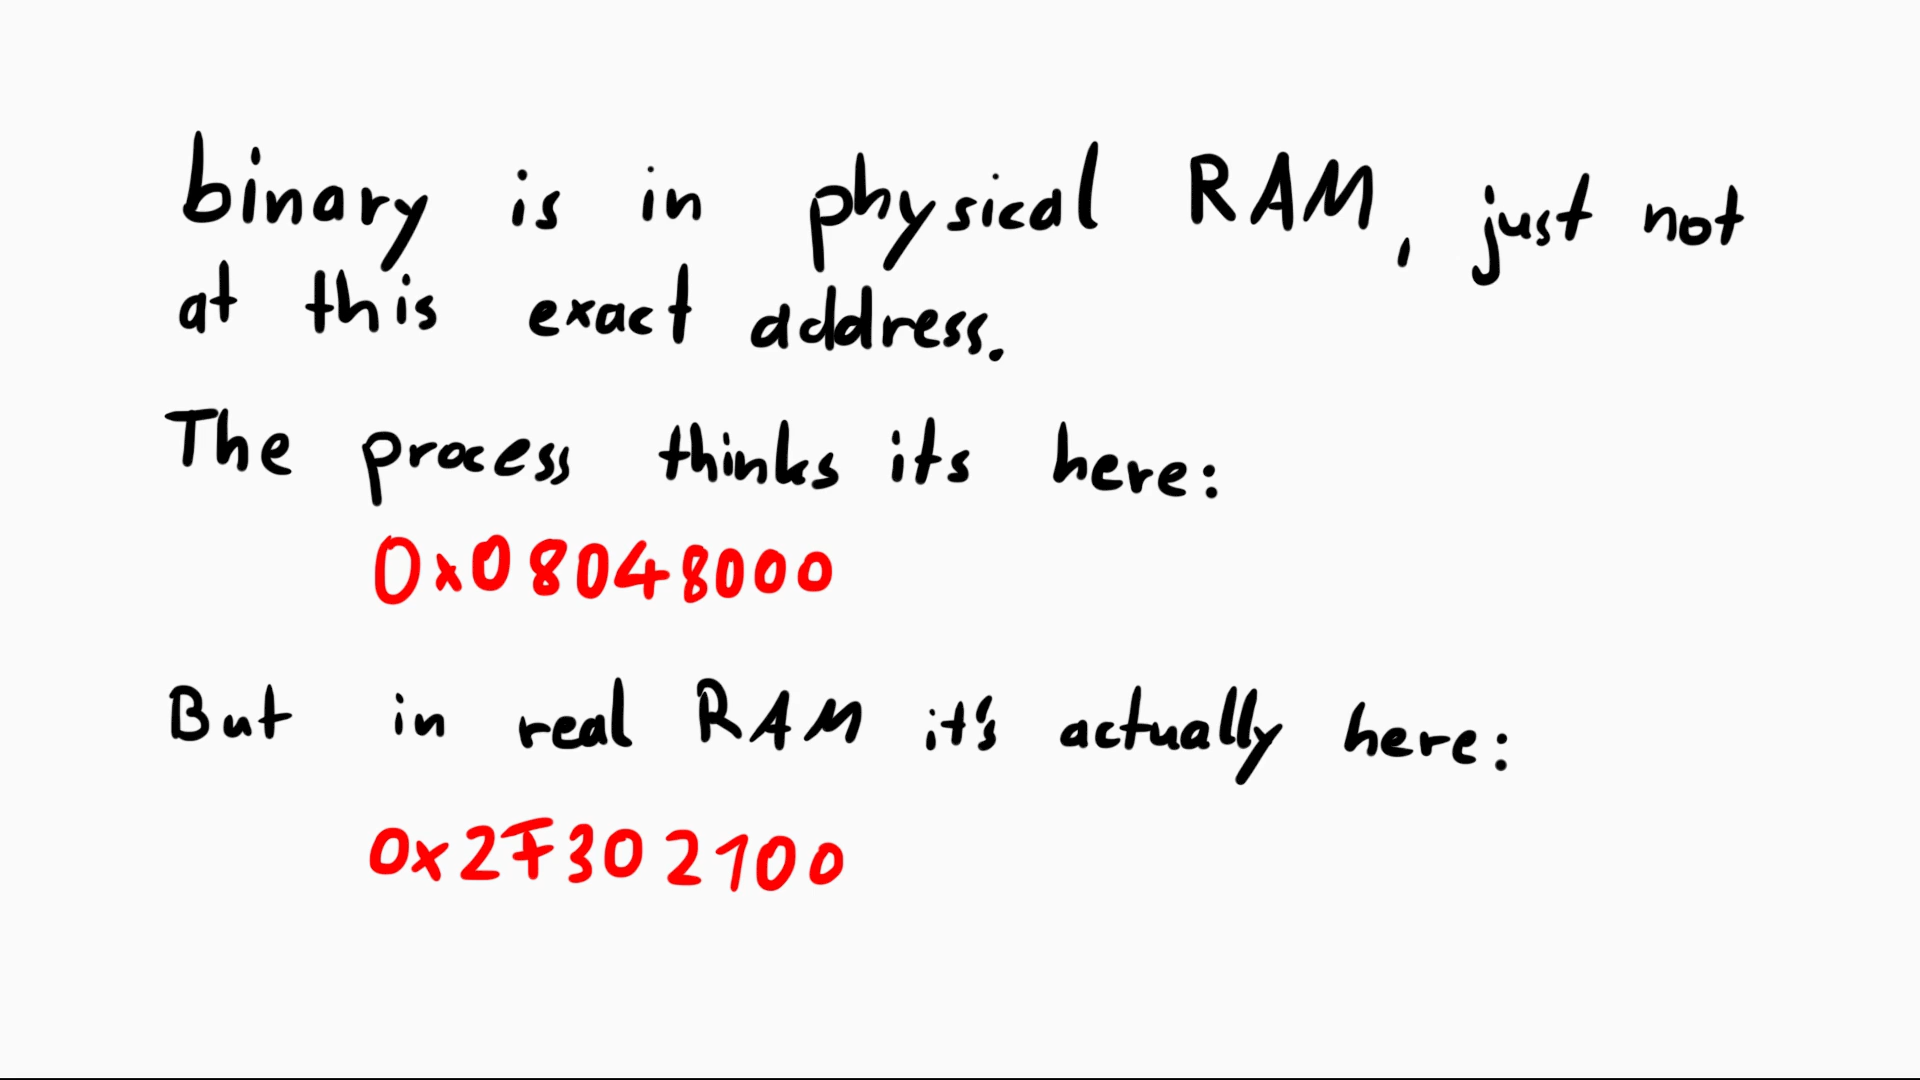 binary is in physical RAM, just not
at this exact address.
The process thinks its here:
0x08048000
But in real RAM it's actually here:
0x2F302100